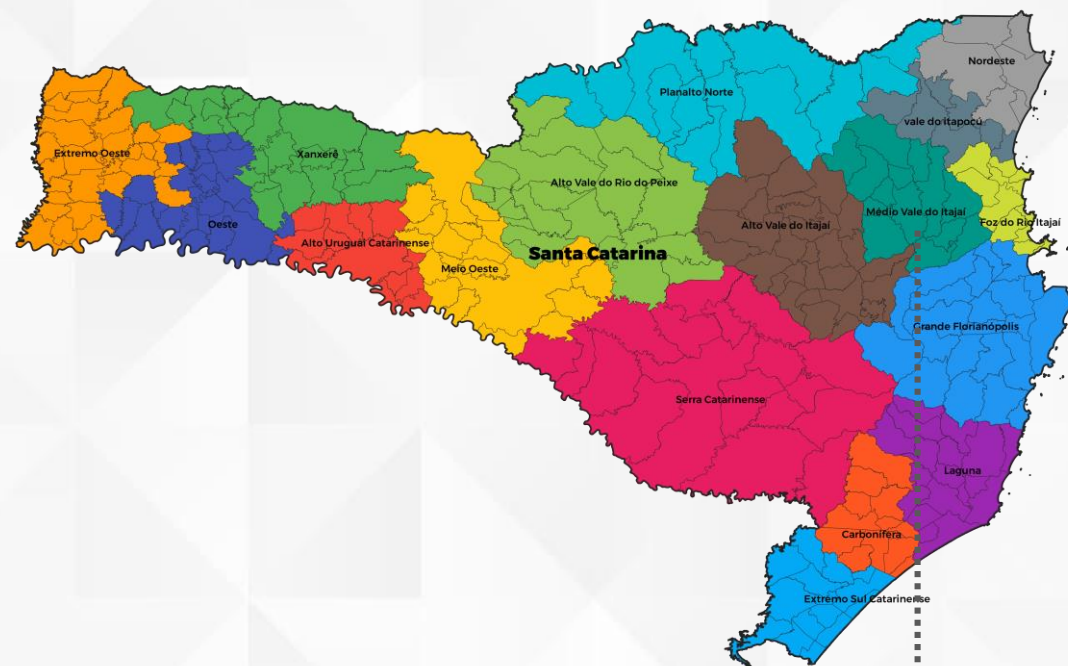 Nordeste
Planalto Norte
vale do Itapocú
Extremo Oeste
Xanxerê
Alto Vale do Rio do Peixe
Médio Vale do Itajaí
Foz do Rio Itajaí
Oeste
Alto Vale do Itajaí
Alto Urugual Catarinense
Santa Catarina
Meio Oeste
Grande Florianópolis
Serra Catarinense
Laguna
Carbonífera
Extremo Sul Catarinense